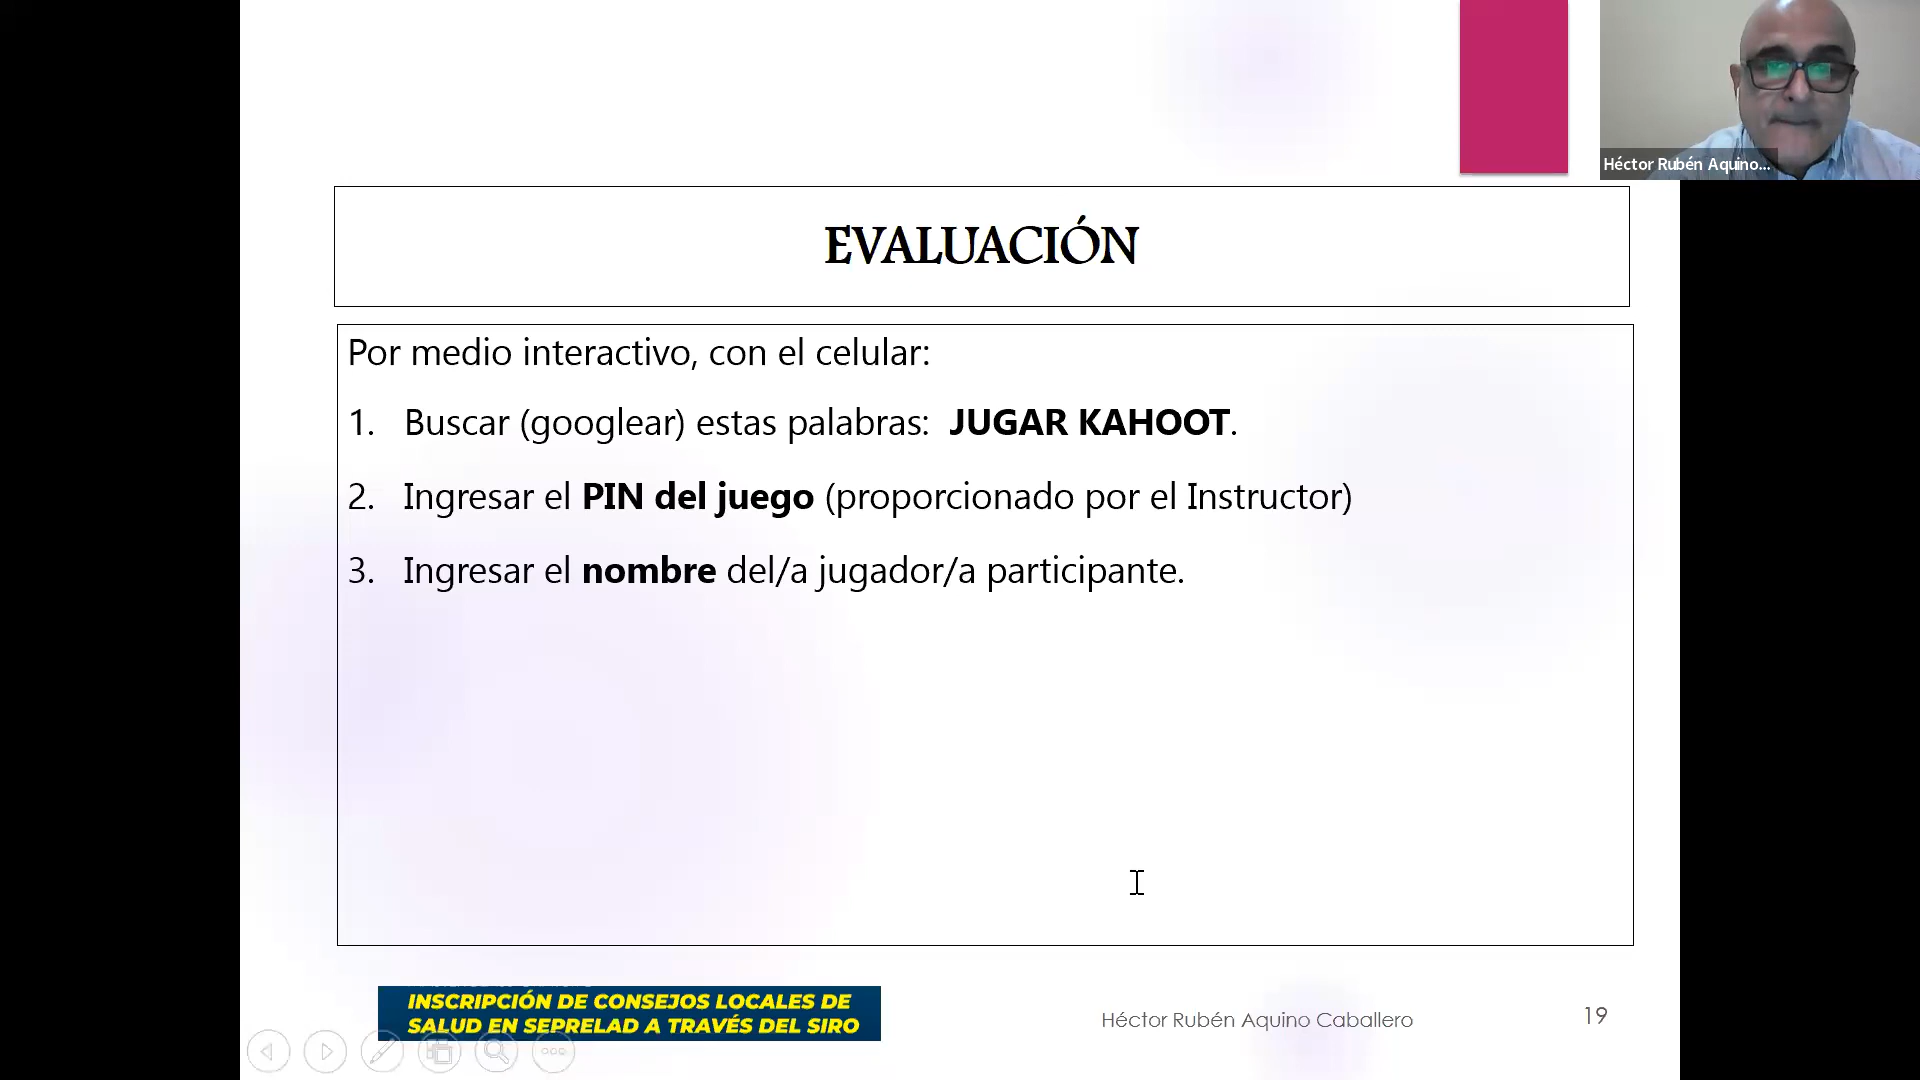 Héctor Rubén Aquino...
EVALUACIÓN
Por medio interactivo, con el celular:
1. Buscar (googlear) estas palabras: JUGAR KAHOOT.
2. Ingresar el PIN del juego (proporcionado por el Instructor)
3. Ingresar el nombre del/a jugador/a participante.
INSCRIPCIÓN DE CONSEJOS LOCALES DE
SALUD EN SEPRELAD A TRAVÉS DEL SIRO
Héctor Rubén Aquino Caballero
19